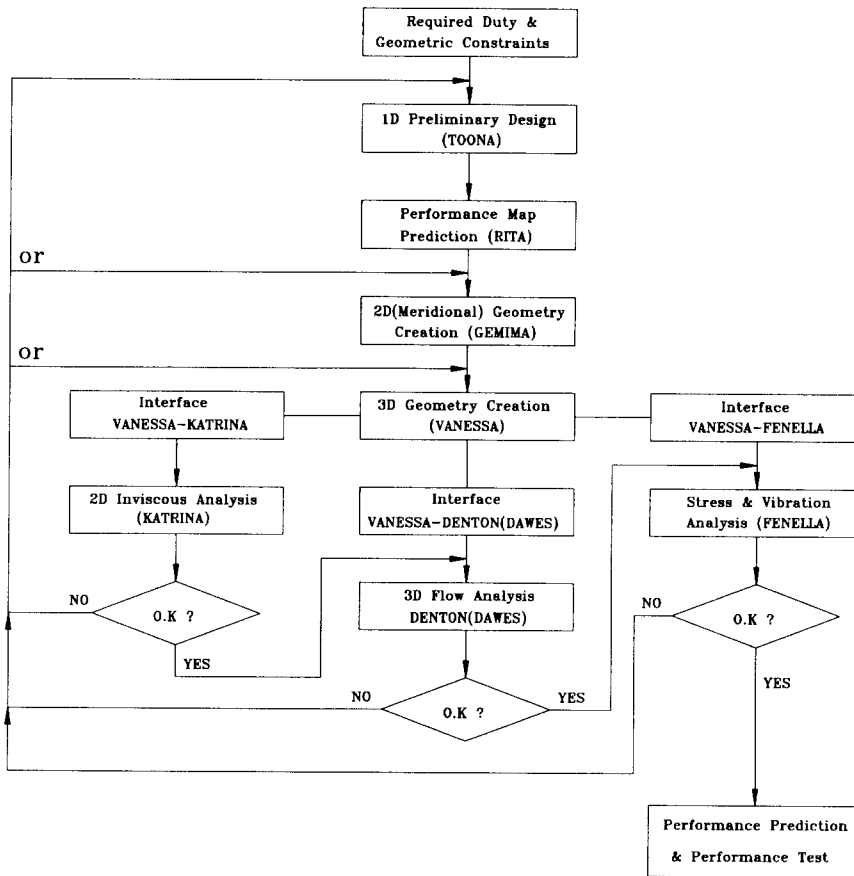 Required Duty &
Geometric Constraints
1D Preliminary Design
(TOONA)
Performance Map
Prediction (RITA)
or
2D(Meridional) Geometry
Creation (GEMIMA)
or
Interface
VANESSA-KATRINA
3D Geometry Creation
(VANESSA)
Interface
VANESSA-FENELLA
2D Inviscous Analysis
(KATRINA)
Interface
VANESSA-DENTON(DAWES)
Stress & Vibration
Analysis (FENELLA)
NO
O.K ?
YES
3D Flow Analysis
DENTON(DAWES)
NO
O.K ?
YES
NO
O.K ?
YES
Performance Prediction
& Performance Test